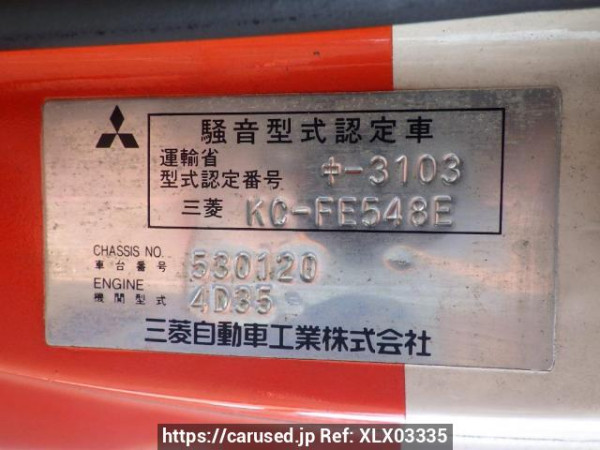 騒音型式認定車
運輸省
型式認定番号 キ-3103
三菱 KC-FE548E
CHASSIS NO.
車台番号 530120
ENGINE
機関型式 4D35
三菱自動車工業株式会社
https://carused.jp Ref: XLX03335